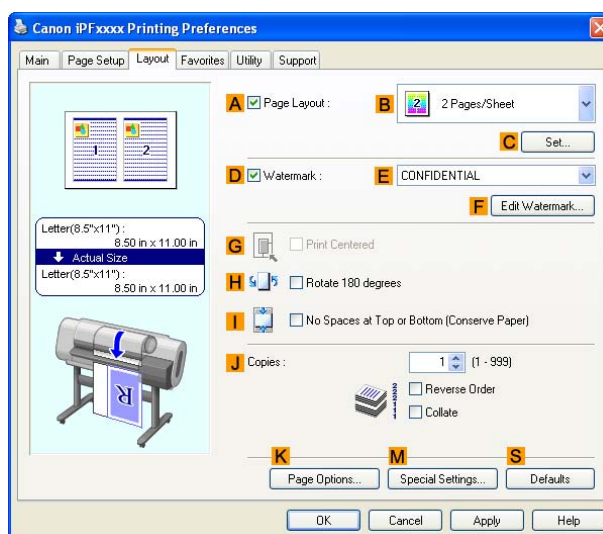 Canon iPFxxxx Printing Preferences
Main Page Setup Layout Favorites Utility Support
A Page Layout : B 2 2 Pages/Sheet
1 2
C Set...
D Watermark : E CONFIDENTIAL
F Edit Watermark...
Letter(8.5"x11") :
8.50 in x 11.00 in
Actual Size
Letter(8.5"x11") :
8.50 in x 11.00 in
G Print Centered
H Rotate 180 degrees
I No Spaces at Top or Bottom (Conserve Paper)
J Copies : 1 (1 - 999)
Reverse Order
Collate
R
K M S
Page Options... Special Settings... Defaults
OK Cancel Apply Help